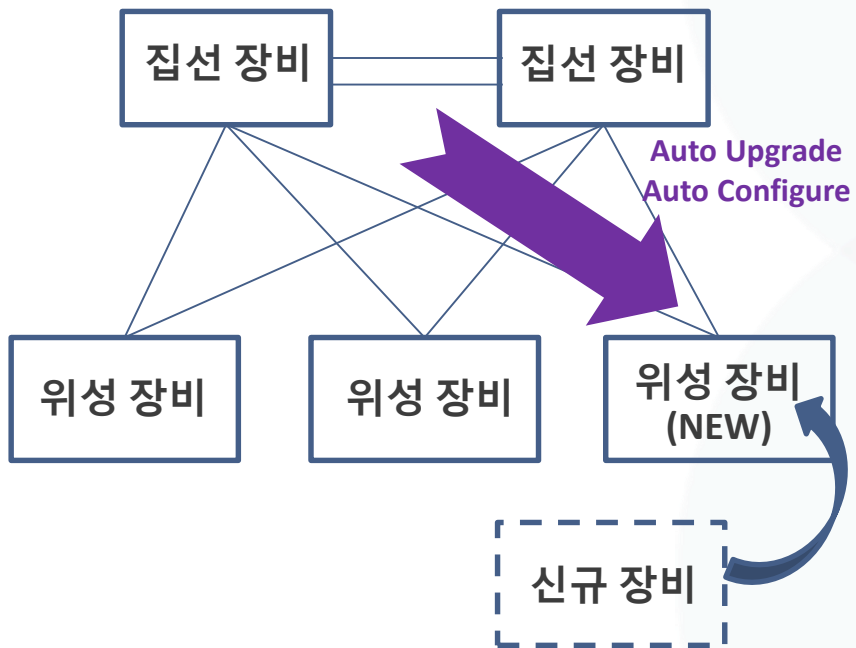 집선 장비
집선 장비
Auto Upgrade
Auto Configure
위성 장비
위성 장비
위성 장비
(NEW)
신규 장비